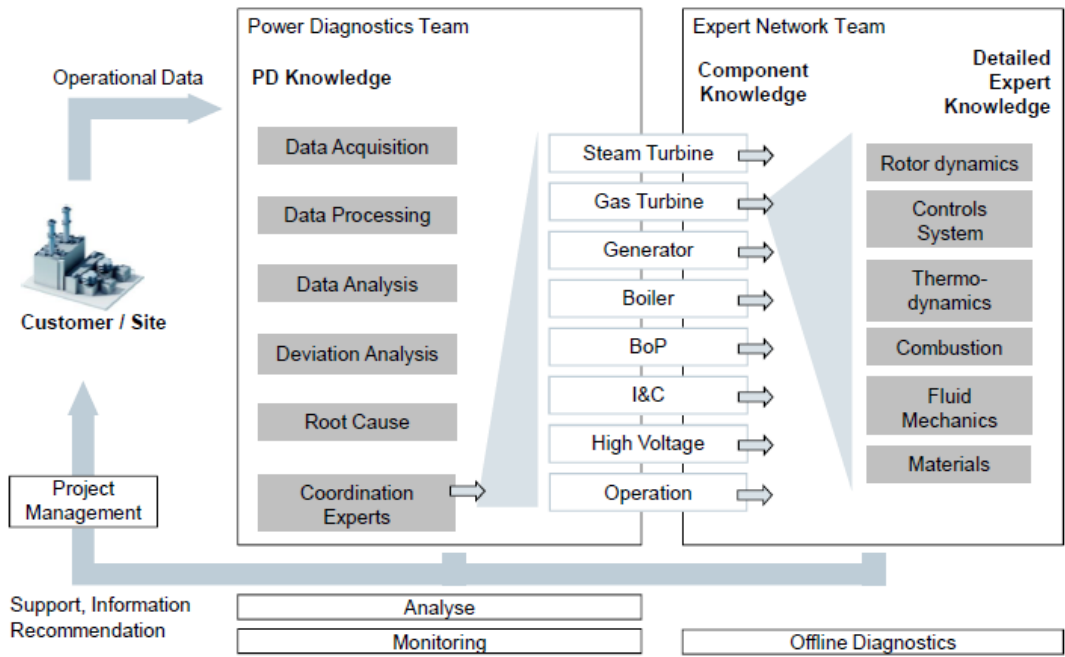 Power Diagnostics Team
Expert Network Team
Operational Data
PD Knowledge
Component
Knowledge
Detailed
Expert
Knowledge
Data Acquisition
Data Processing
Data Analysis
Deviation Analysis
Root Cause
Coordination
Experts
Steam Turbine
Gas Turbine
Generator
Boiler
BoP
I&C
High Voltage
Operation
Rotor dynamics
Controls
System
Thermo-
dynamics
Combustion
Fluid
Mechanics
Materials
Customer / Site
Project
Management
Support, Information
Recommendation
Analyse
Monitoring
Offline Diagnostics